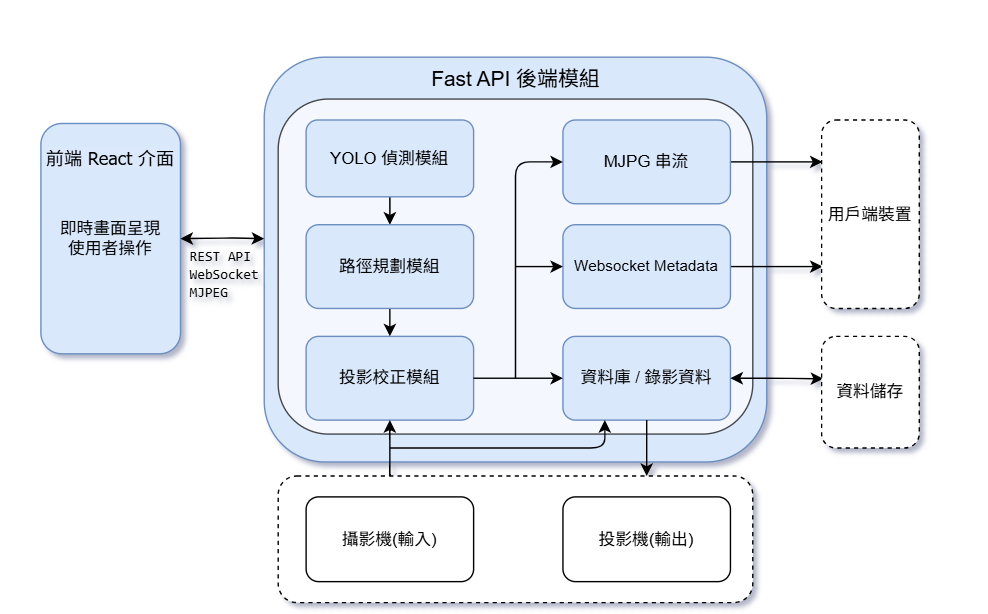 Fast API 後端模組
前端 React 介面
即時畫面呈現
使用者操作
REST API
WebSocket
MJPEG
YOLO 偵測模組
路徑規劃模組
投影校正模組
MJPG 串流
Websocket Metadata
資料庫 / 錄影資料
用戶端裝置
資料儲存
攝影機(輸入)
投影機(輸出)